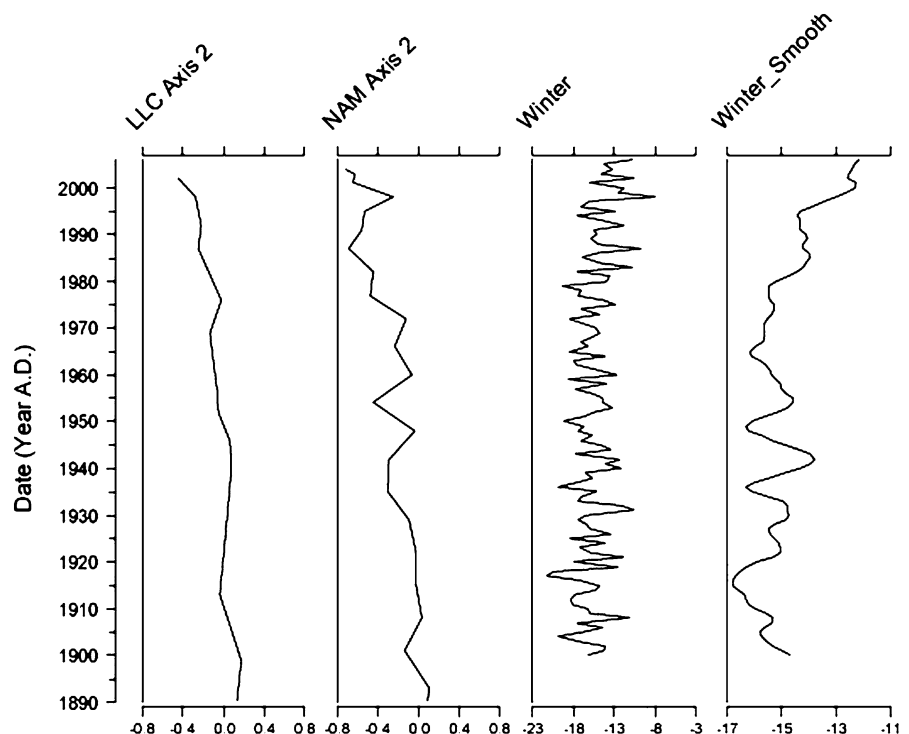 LLC Axis 2
NAM Axis 2
Winter
Winter_Smooth
Date (Year A.D.)
2000
1990
1980
1970
1960
1950
1940
1930
1920
1910
1900
1890
-0.8 -0.4 0.0 0.4 0.8
-0.8 -0.4 0.0 0.4 0.8
-23 -18 -13 -8 -3
-17 -15 -13 -11